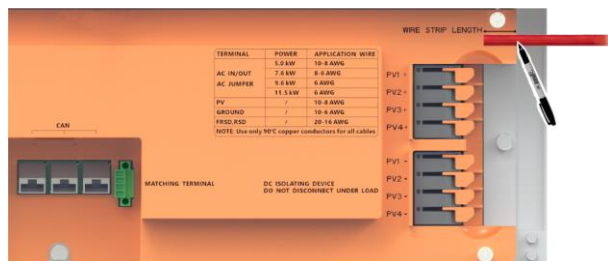 WIRE STRIP LENGTH
TERMINAL POWER APPLICATION WIRE
5.0 kW 10-8 AWG
AC IN/OUT 7.6 kW 8-6 AWG
AC JUMPER 9.6 kW 6 AWG
11.5 kW 6 AWG
PV / 10-8 AWG
GROUND / 10-6 AWG
FRSD,RSD / 20-16 AWG
NOTE: Use only 90℃ copper conductors for all cables
PV1 -
PV2 -
PV3 -
PV4 -
CAN
MATCHING TERMINAL
DC ISOLATING DEVICE
DO NOT DISCONNECT UNDER LOAD
PV1 +
PV2 -
PV3 -
PV4 -